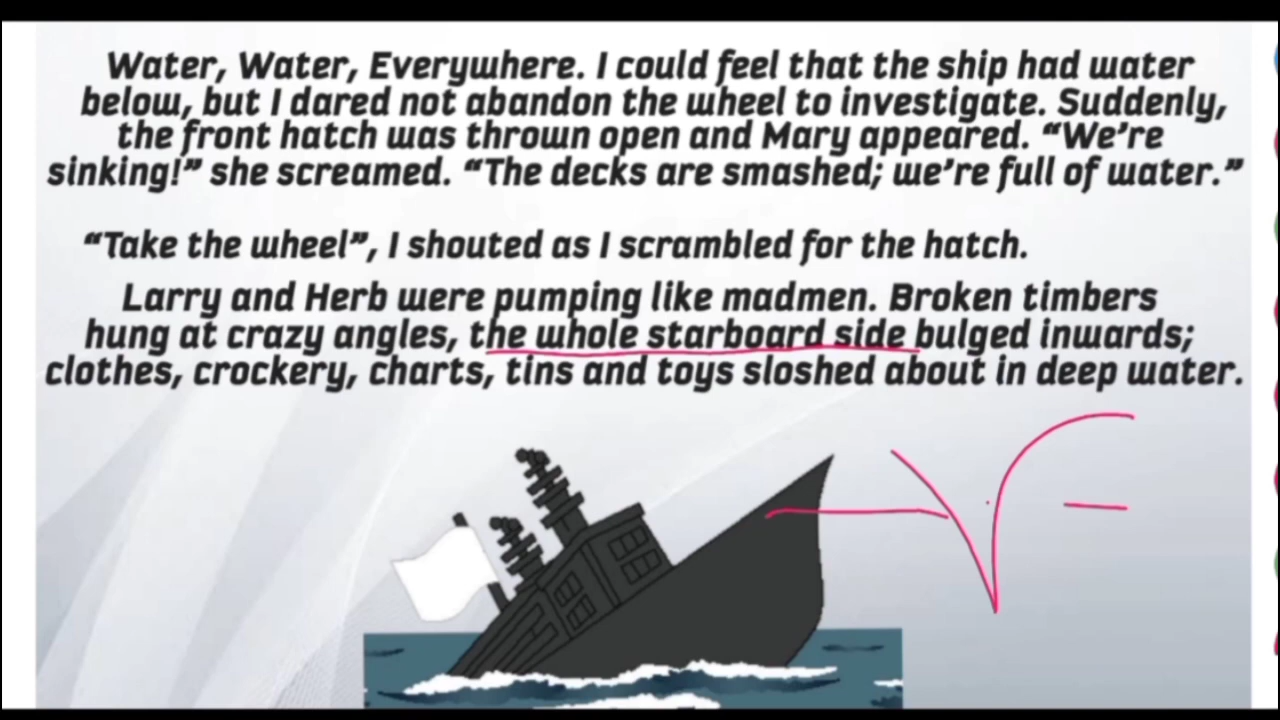 Water, Water, Everywhere. I could feel that the ship had water
below, but I dared not abandon the wheel to investigate. Suddenly,
the front hatch was thrown open and Mary appeared. “We’re
sinking!” she screamed. “The decks are smashed; we’re full of water.”
“Take the wheel”, I shouted as I scrambled for the hatch.
Larry and Herb were pumping like madmen. Broken timbers
hung at crazy angles, the whole starboard side bulged inwards;
clothes, crockery, charts, tins and toys sloshed about in deep water.